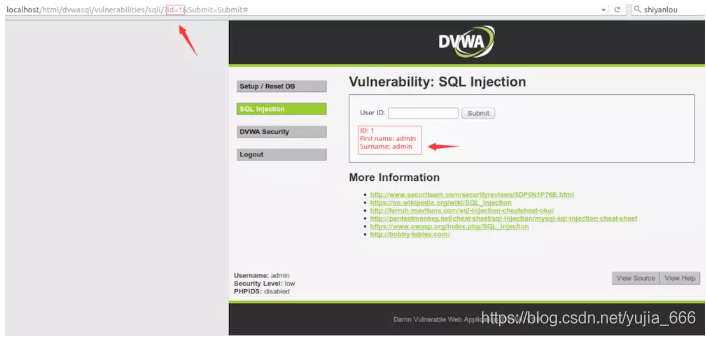 localhost/html/dvwasql/vulnerabilities/sqli/?id=1&Submit=Submit#
shiyanlou
DVWA
Setup / Reset DB
SQL Injection
DVWA Security
Logout
Vulnerability: SQL Injection
User ID:
Submit
ID: 1
First name: admin
Surname: admin
More Information
http://www.securiteam.com/securityreviews/5DP0N1P76E.html
https://en.wikipedia.org/wiki/SQL_injection
http://ferruh.mavituna.com/sql-injection-cheatsheet-oku/
http://pentestmonkey.net/cheat-sheet/sql-injection/mysql-sql-injection-cheat-sheet
https://www.owasp.org/index.php/SQL_Injection
http://bobby-tables.com/
Username: admin
Security Level: low
PHPIDS: disabled
View Source
View Help
Damn Vulnerable Web Applica
https://blog.csdn.net/yujia_666